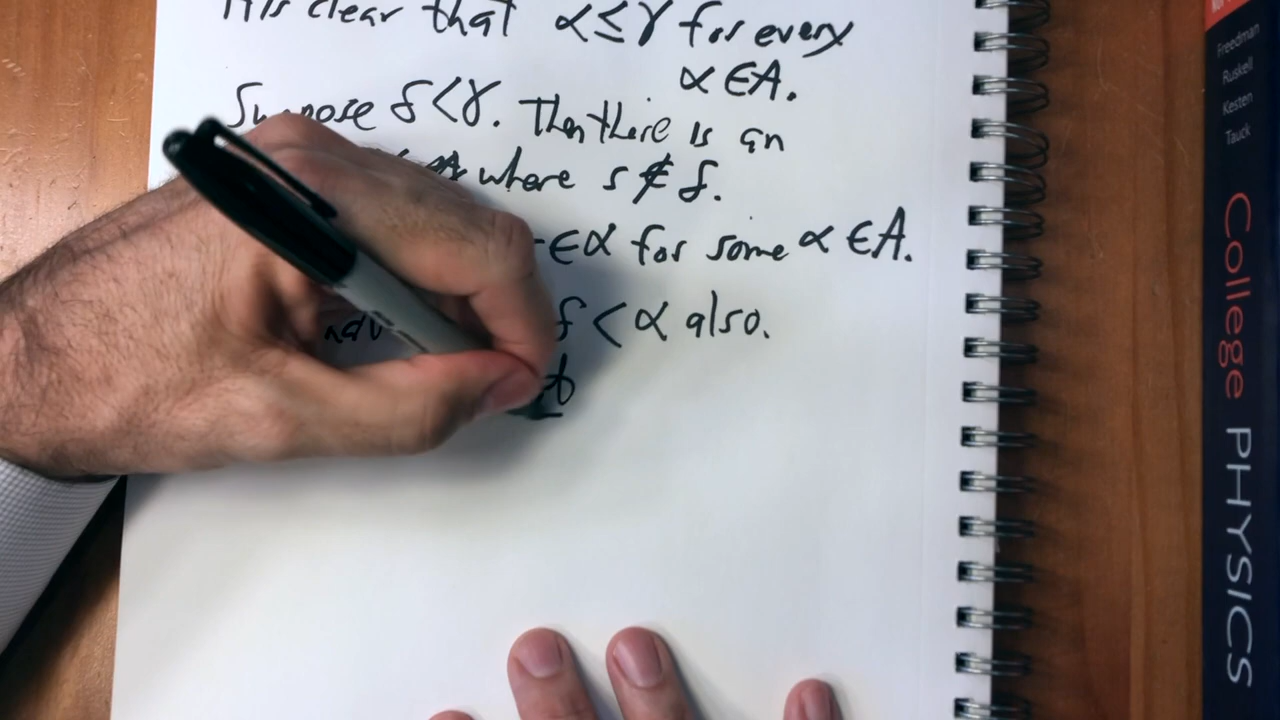 It is clear that α ≤ γ for every
α ∈ A.
Suppose δ < γ. Then there is an
where s ∉ δ.
∈ α for some α ∈ A.
δ < α also.
Freedman
Ruskell
Kesten
Tauck
College PHYSICS